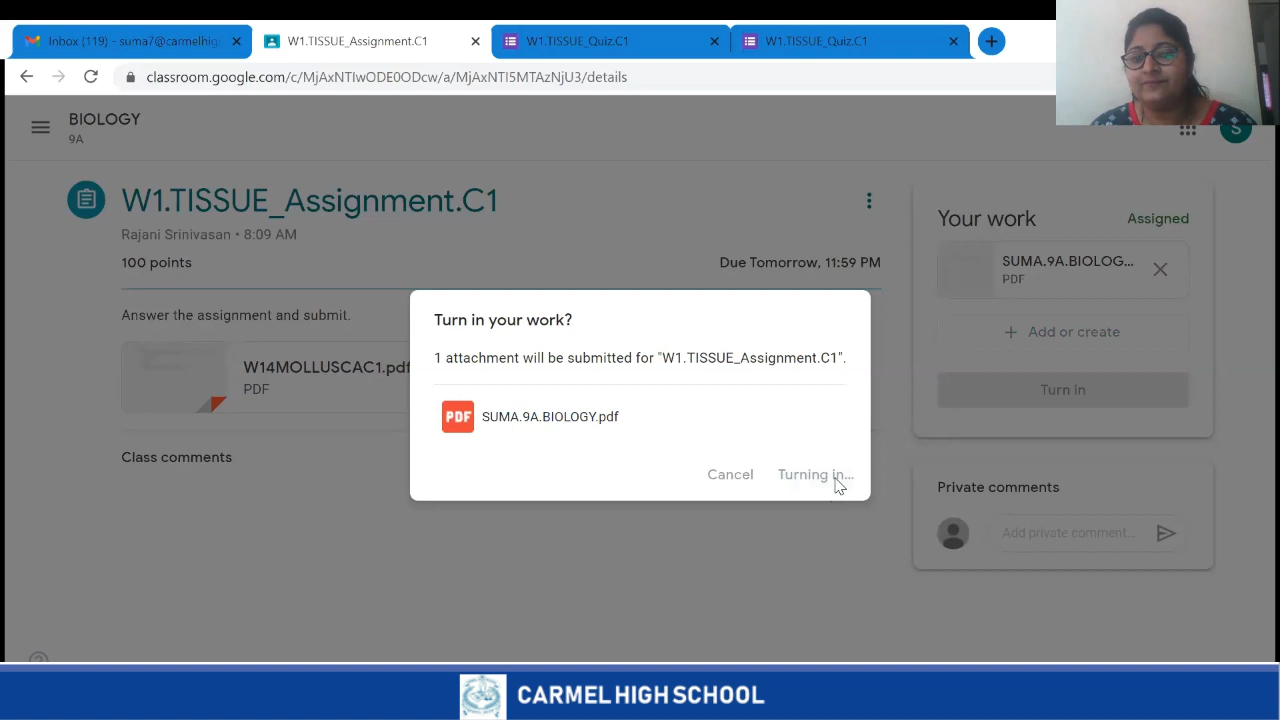 Inbox (119) - suma7@carmelhig
W1.TISSUE_Assignment.C1
W1.TISSUE_Quiz.C1
W1.TISSUE_Quiz.C1
classroom.google.com/c/MjAxNTIwODE0ODcw/a/MjAxNTI5MTAzNjU3/details
BIOLOGY
9A
S
W1.TISSUE_Assignment.C1
Rajani Srinivasan • 8:09 AM
100 points
Due Tomorrow, 11:59 PM
Answer the assignment and submit.
W14MOLLUSCAC1.pdf
PDF
Class comments
Your work
Assigned
SUMA.9A.BIOLOG...
PDF
Add or create
Turn in
Private comments
Add private comment...
Turn in your work?
1 attachment will be submitted for "W1.TISSUE_Assignment.C1".
PDF
SUMA.9A.BIOLOGY.pdf
Cancel
Turning in...
CARMEL HIGH SCHOOL